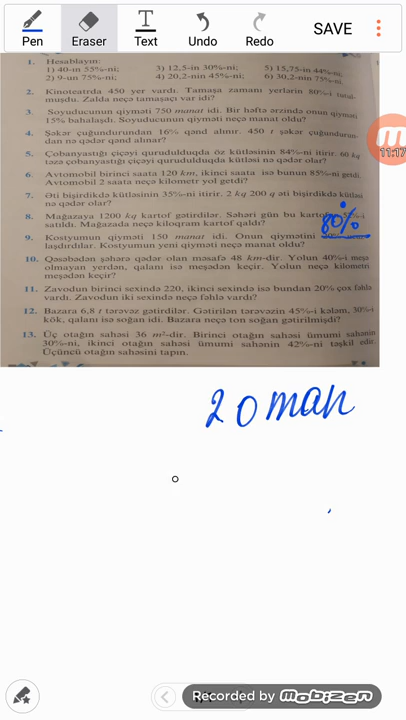 Pen
Eraser
Text
Undo
Redo
SAVE
1. Hesablayın:
1) 40-ın 55%-ni; 3) 12,5-in 30%-ni; 5) 15,75-in 44%-ni;
2) 9-un 75%-ni; 4) 20,2-nin 45%-ni; 6) 30,2-nin 75%-ni.
2. Kinoteatrda 450 yer vardı. Tamaşa zamanı yerlərin 80%-i
muşdu. Zalda neçə tamaşaçı var idi?
3. Soyuducunun qiyməti 750 manat idi. Bir həftə ərzində onun qiyməti
15% bahalaşdı. Soyuducunun qiyməti neçə manat oldu?
4. Şəkər çuğundurundan 16% qənd alınır. 450 t şəkər çuğundurun-
dan nə qədər qənd alınar?
5. Çobanyastığı çiçəyi qurudulduqda öz kütləsinin 84%-ni itirir. 60 kq
təzə çobanyastığı çiçəyi qurudulduqda kütləsi nə qədər olar?
6. Avtomobil birinci saatda 120 km, ikinci saatda isə bunun 85%-ni getdi.
Avtomobil 2 saata neçə kilometr yol getdi?
7. Əti bişirdikdə kütləsinin 35%-ni itirir. 2 kq 200 q əti bişirdikdə kütləsi
nə qədər olar?
8. Mağazaya 1200 kq kartof gətirdilər. Səhəri gün bu kartofun
satıldı. Mağazada neçə kiloqram kartof qaldı?
80%
9. Kostyumun qiyməti 150 manat idi. Onun qiymətini
laşdırdılar. Kostyumun yeni qiyməti neçə manat oldu?
10. Qəsəbədən şəhərə qədər olan məsafə 48 km-dir. Yolun 40%-i meşə
olmayan yerdən, qalanı isə meşədən keçir. Yolun neçə kilometri
meşədən keçir?
11. Zavodun birinci sexində 220, ikinci sexində isə bundan 20% çox fəhlə
vardı. Zavodun iki sexində neçə fəhlə vardı?
12. Bazara 6,8 t tərəvəz gətirdilər. Gətirilən tərəvəzin 45%-i kələm, 30%-i
kök, qalanı isə soğan idi. Bazara neçə ton soğan gətirilmişdi?
13. Üç otağın sahəsi 36 m²-dir. Birinci otağın sahəsi ümumi sahənin
30%-ni, ikinci otağın sahəsi ümumi sahənin 42%-ni təşkil edir.
Üçüncü otağın sahəsini tapın.
11:17
20 man
Recorded by mobizen